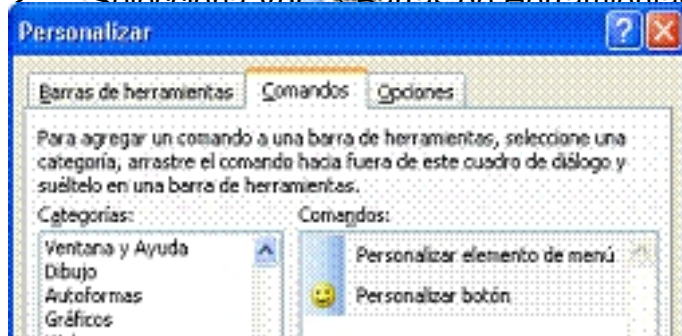 Personalizar
Barras de herramientas Comandos Opciones
Para agregar un comando a una barra de herramientas, seleccione una
categoría, arrastre el comando hacia fuera de este cuadro de diálogo y
suéltelo en una barra de herramientas.
Categorías: Comandos:
Ventana y Ayuda Personalizar elemento de menú
Dibujo
Autoformas Personalizar botón
Gráficos